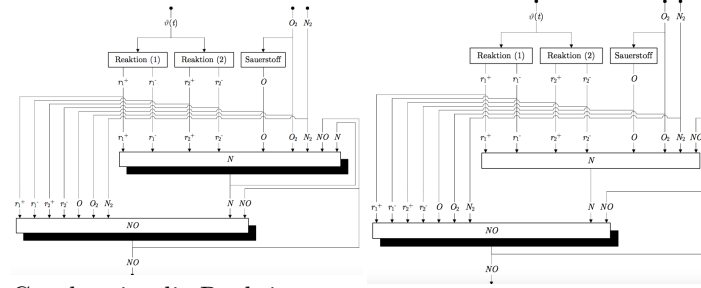 O₂ N₂
ϑ(t)
Reaktion (1) Reaktion (2) Sauerstoff
r₁⁺ r₁⁻ r₂⁺ r₂⁻ O
r₁⁺ r₁⁻ r₂⁺ r₂⁻ O O₂ N₂ NO N
N
r₁⁺ r₁⁻ r₂⁺ r₂⁻ O O₂ N₂ N NO
NO
NO
O₂ N₂
ϑ(t)
Reaktion (1) Reaktion (2) Sauerstoff
r₁⁺ r₁⁻ r₂⁺ r₂⁻ O
r₁⁺ r₁⁻ r₂⁺ r₂⁻ O O₂ N₂ NO
N
r₁⁺ r₁⁻ r₂⁺ r₂⁻ O O₂ N₂ N NO
NO
NO